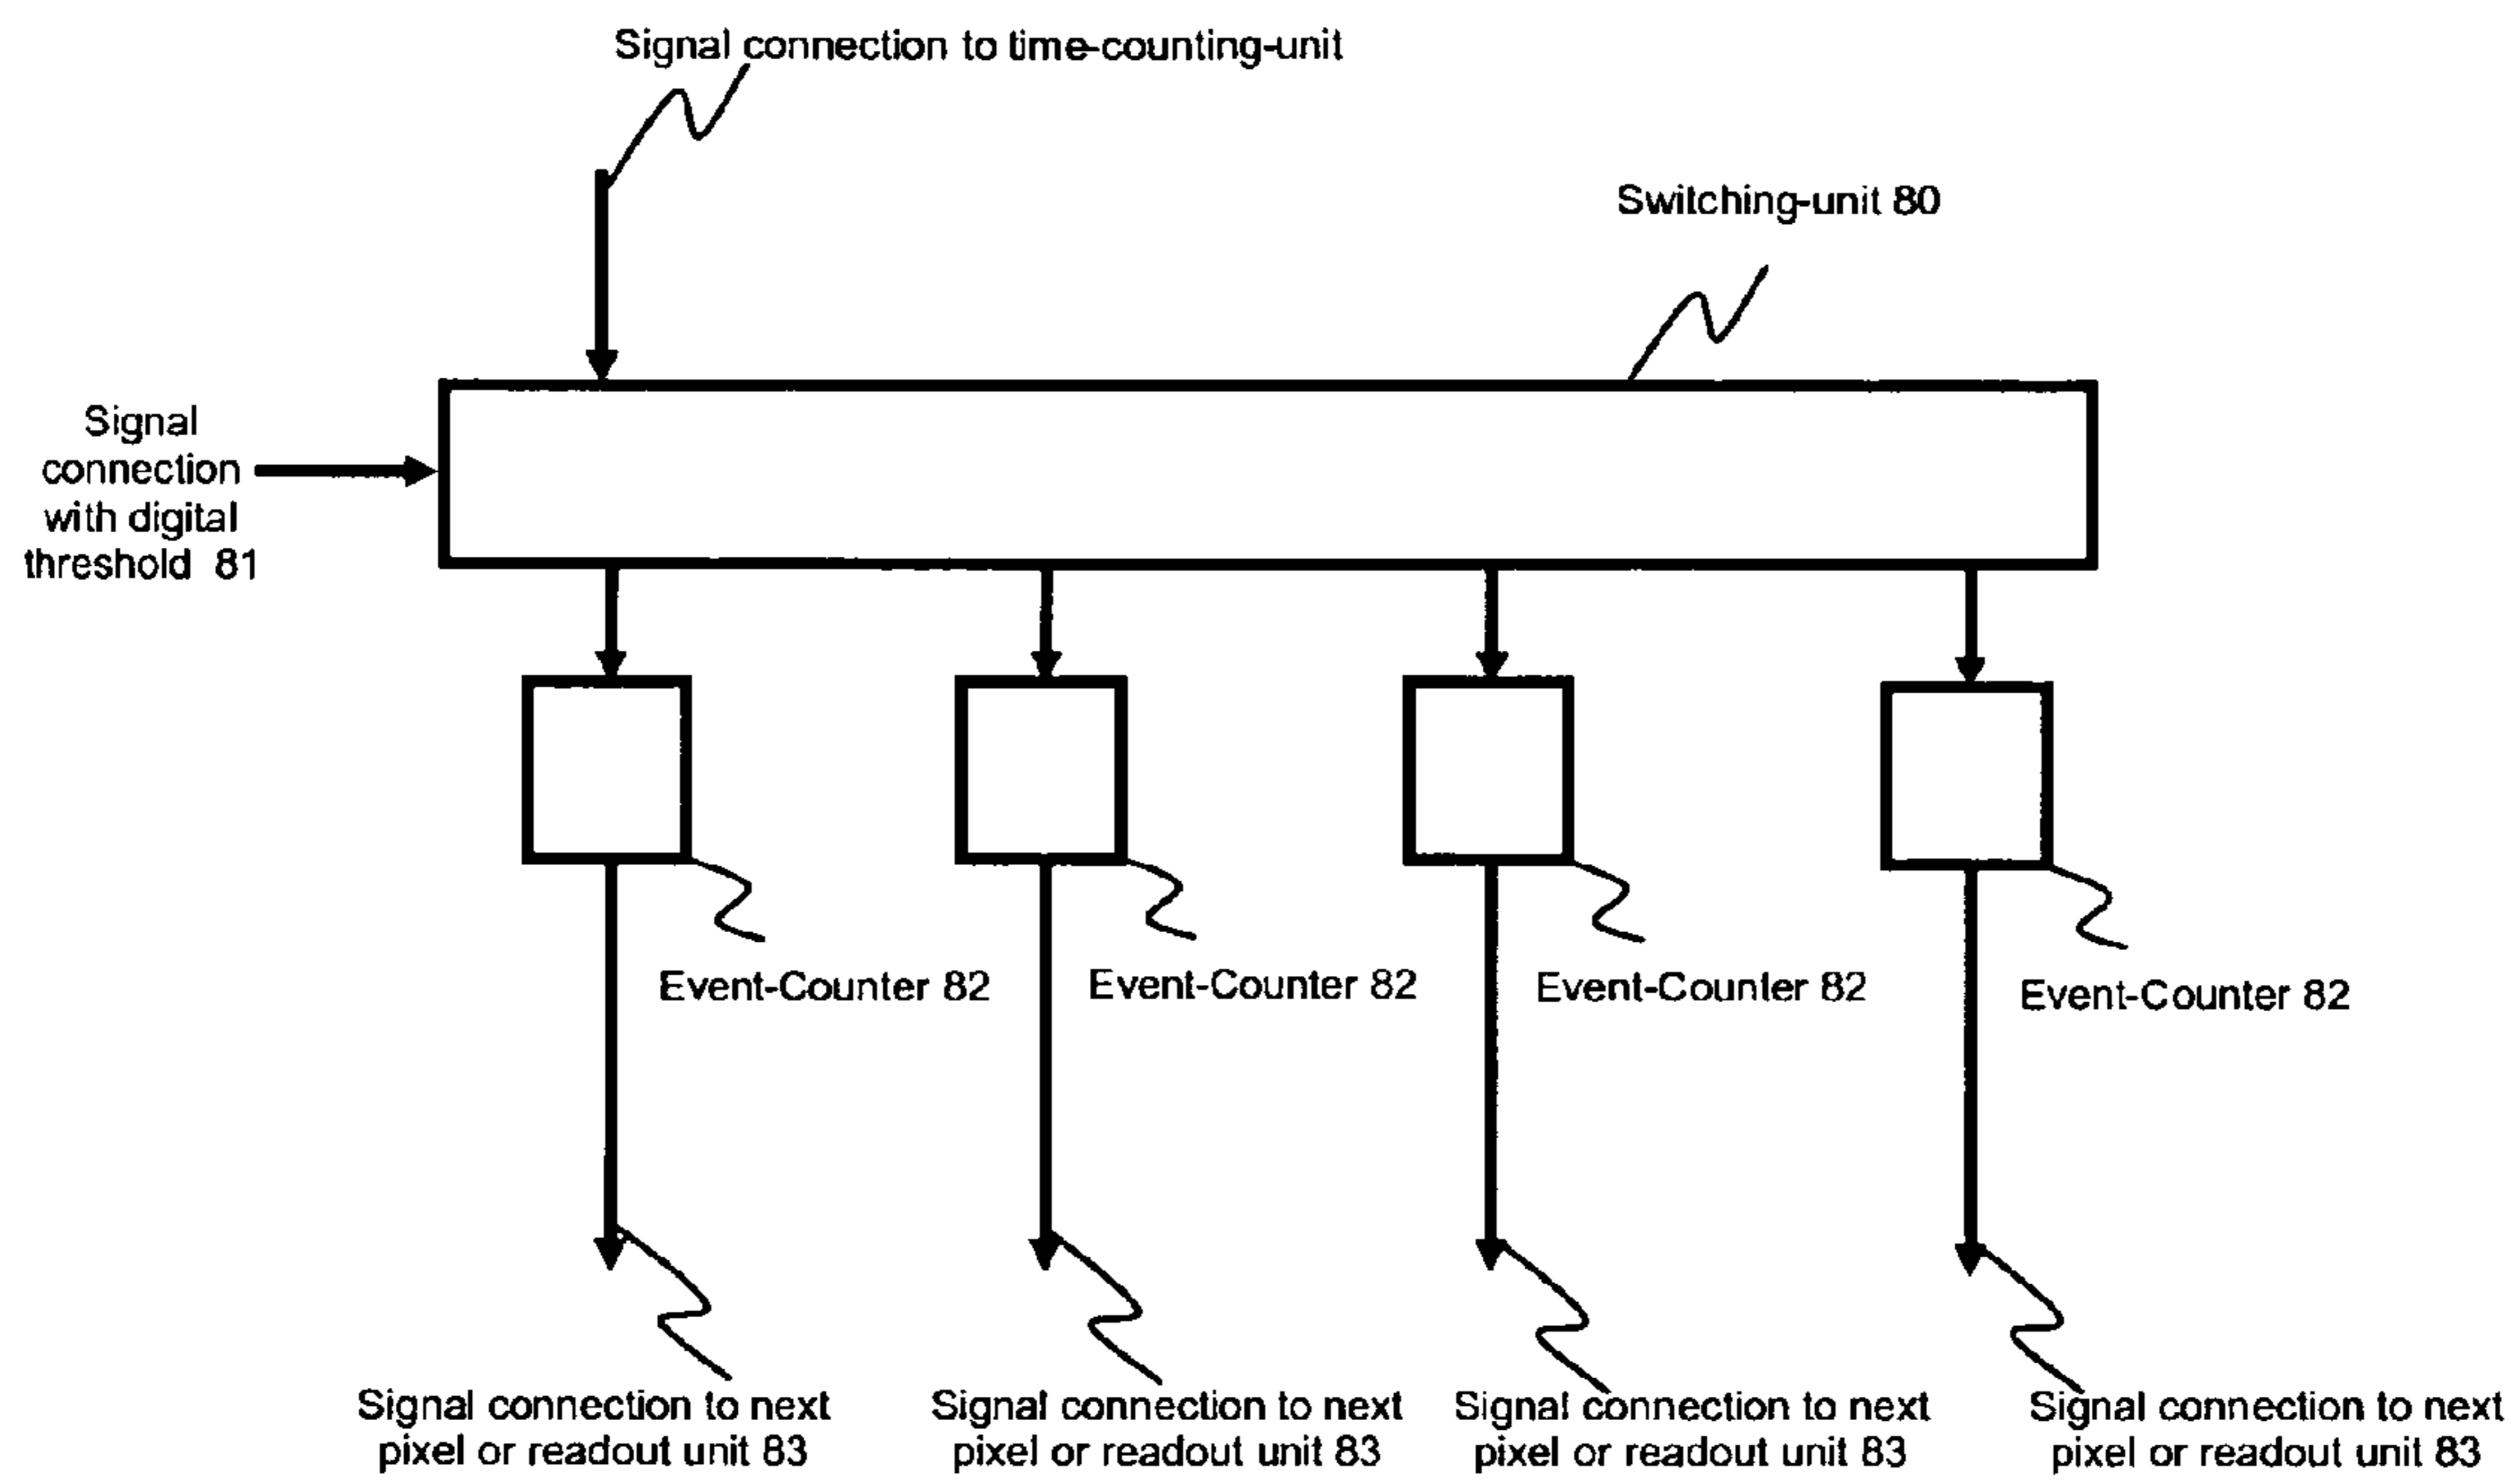 Signal connection to time-counting-unit
Switching-unit 80
Signal
connection
with digital
threshold 81
Event-Counter 82
Event-Counter 82
Event-Counter 82
Event-Counter 82
Signal connection to next
pixel or readout unit 83
Signal connection to next
pixel or readout unit 83
Signal connection to next
pixel or readout unit 83
Signal connection to next
pixel or readout unit 83